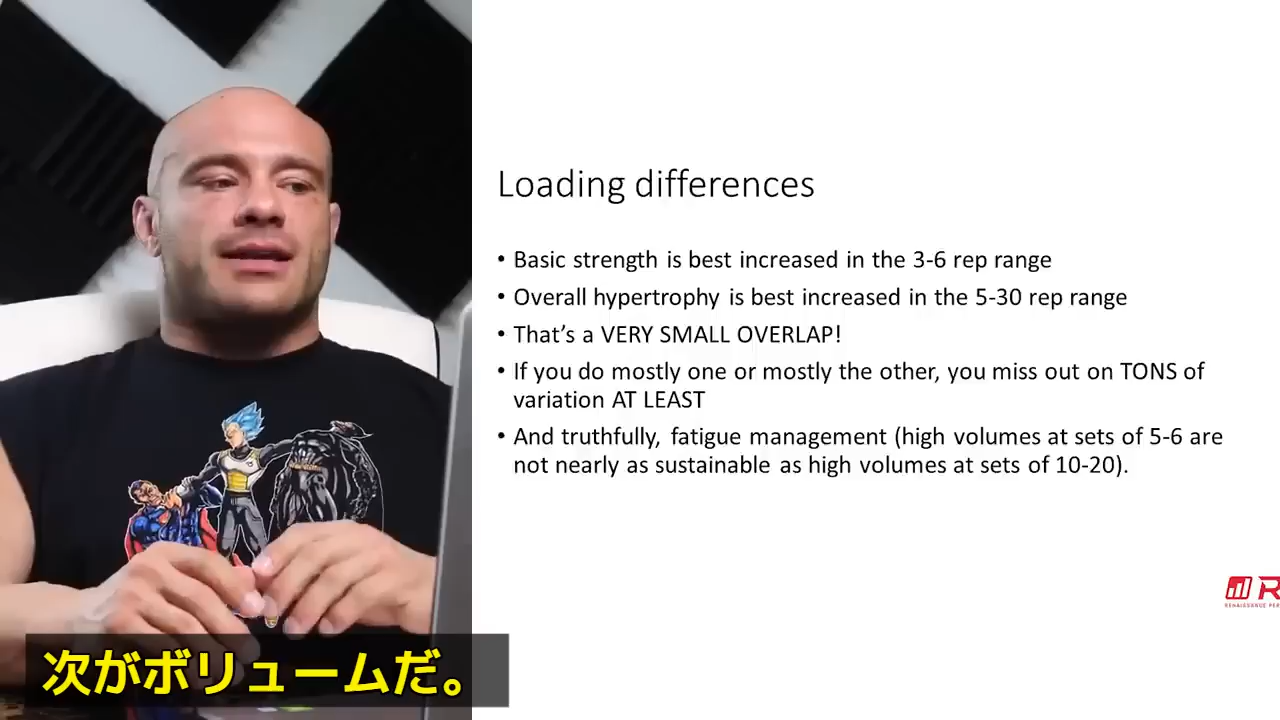 Loading differences
• Basic strength is best increased in the 3-6 rep range
• Overall hypertrophy is best increased in the 5-30 rep range
• That’s a VERY SMALL OVERLAP!
• If you do mostly one or mostly the other, you miss out on TONS of
variation AT LEAST
• And truthfully, fatigue management (high volumes at sets of 5-6 are
not nearly as sustainable as high volumes at sets of 10-20).
R
RENAISSANCE PER
次がボリュームだ。